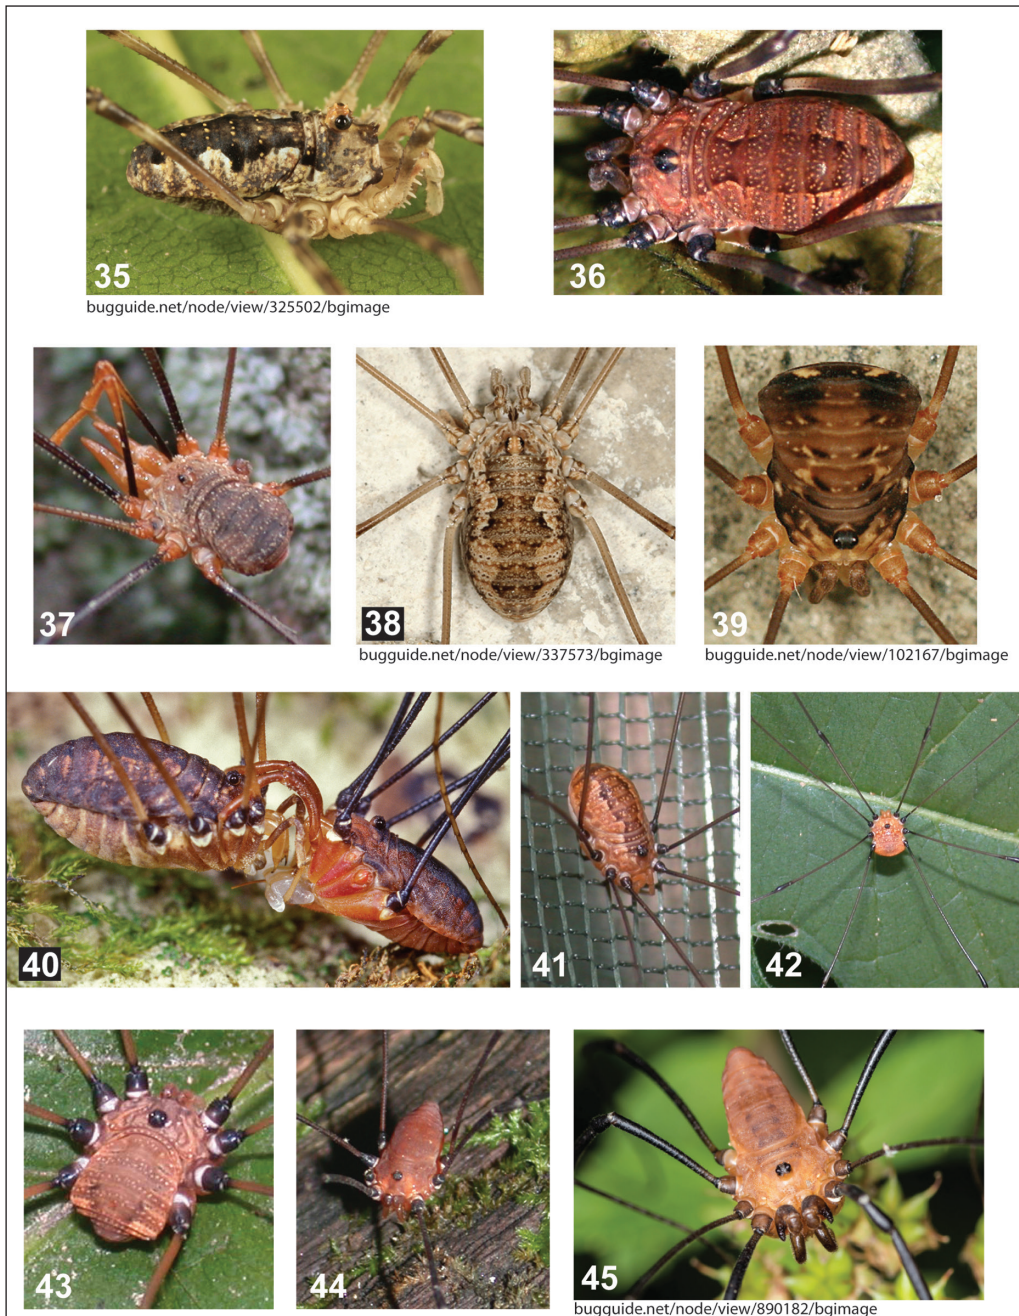 35
36
bugguide.net/node/view/325502/bgimage
37
38
39
bugguide.net/node/view/337573/bgimage
bugguide.net/node/view/102167/bgimage
40
41
42
43
44
45
bugguide.net/node/view/890182/bgimage